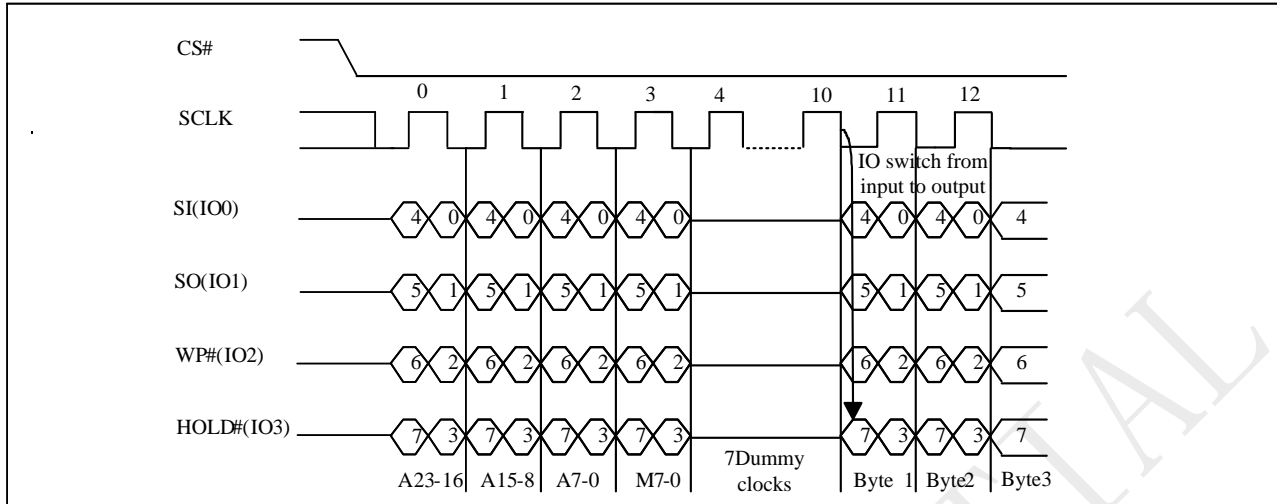 CS#
0 1 2 3 4 10 11 12
SCLK
IO switch from
input to output
SI(IO0) 4 0 4 0 4 0 4 0 4 0 4 0 4
SO(IO1) 5 1 5 1 5 1 5 1 5 1 5 1 5
WP#(IO2) 6 2 6 2 6 2 6 2 6 2 6 2 6
HOLD#(IO3) 7 3 7 3 7 3 7 3 7 3 7 3 7
A23-16 A15-8 A7-0 M7-0 7Dummy Byte 1 Byte2 Byte3
clocks